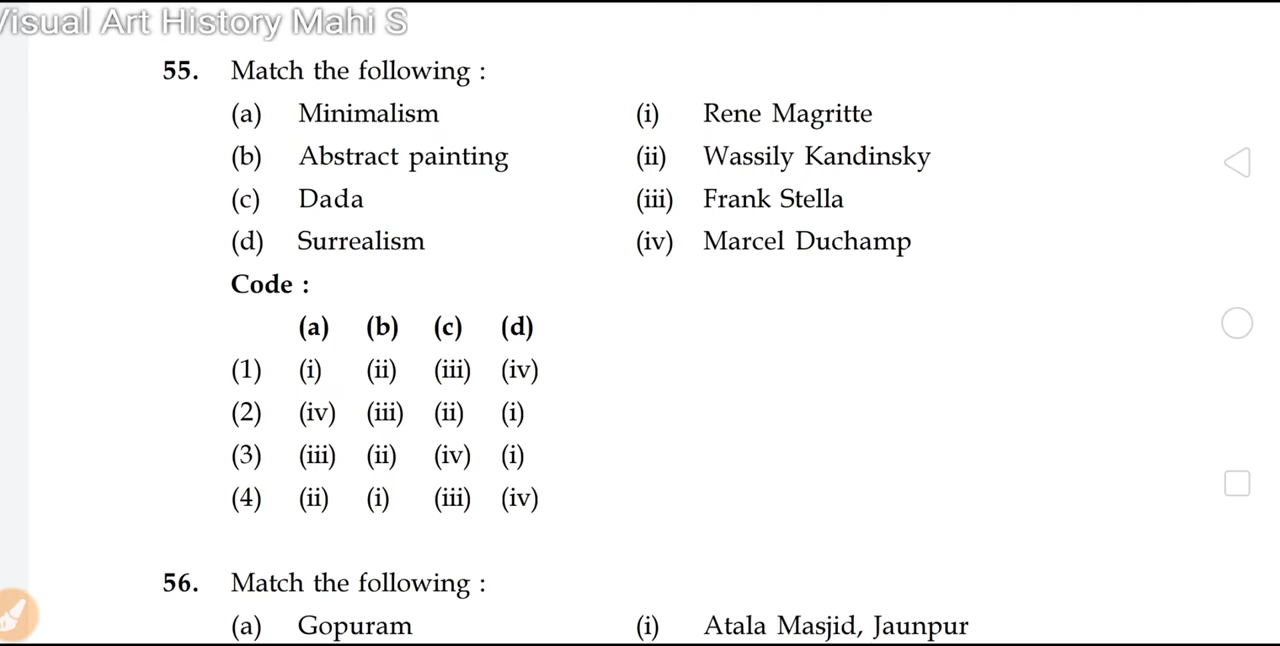 Visual Art History Mahi S
55. Match the following :
(a) Minimalism (i) Rene Magritte
(b) Abstract painting (ii) Wassily Kandinsky
(c) Dada (iii) Frank Stella
(d) Surrealism (iv) Marcel Duchamp
Code :
(a) (b) (c) (d)
(1) (i) (ii) (iii) (iv)
(2) (iv) (iii) (ii) (i)
(3) (iii) (ii) (iv) (i)
(4) (ii) (i) (iii) (iv)
56. Match the following :
(a) Gopuram (i) Atala Masjid, Jaunpur